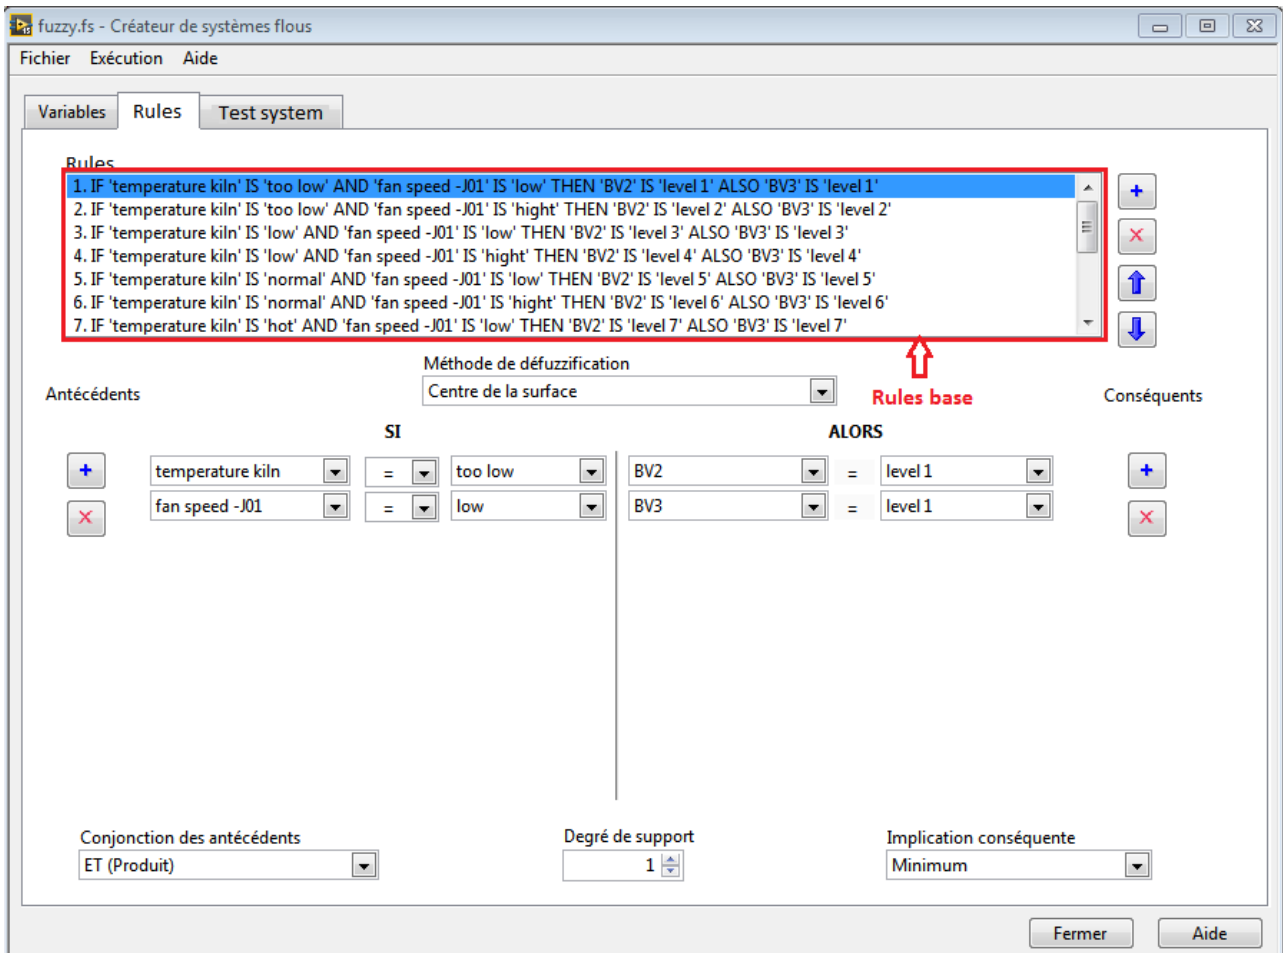 fuzzy.fs - Créateur de systèmes flous
Fichier Exécution Aide
Variables Rules Test system
Rules
1. IF 'temperature kiln' IS 'too low' AND 'fan speed -J01' IS 'low' THEN 'BV2' IS 'level 1' ALSO 'BV3' IS 'level 1'
2. IF 'temperature kiln' IS 'too low' AND 'fan speed -J01' IS 'hight' THEN 'BV2' IS 'level 2' ALSO 'BV3' IS 'level 2'
3. IF 'temperature kiln' IS 'low' AND 'fan speed -J01' IS 'low' THEN 'BV2' IS 'level 3' ALSO 'BV3' IS 'level 3'
4. IF 'temperature kiln' IS 'low' AND 'fan speed -J01' IS 'hight' THEN 'BV2' IS 'level 4' ALSO 'BV3' IS 'level 4'
5. IF 'temperature kiln' IS 'normal' AND 'fan speed -J01' IS 'low' THEN 'BV2' IS 'level 5' ALSO 'BV3' IS 'level 5'
6. IF 'temperature kiln' IS 'normal' AND 'fan speed -J01' IS 'hight' THEN 'BV2' IS 'level 6' ALSO 'BV3' IS 'level 6'
7. IF 'temperature kiln' IS 'hot' AND 'fan speed -J01' IS 'low' THEN 'BV2' IS 'level 7' ALSO 'BV3' IS 'level 7'
Méthode de défuzzification
Centre de la surface
Rules base
Antécédents
Conséquents
SI ALORS
temperature kiln = too low BV2 = level 1
fan speed -J01 = low BV3 = level 1
Conjonction des antécédents Degré de support Implication conséquente
ET (Produit) 1 Minimum
Fermer Aide